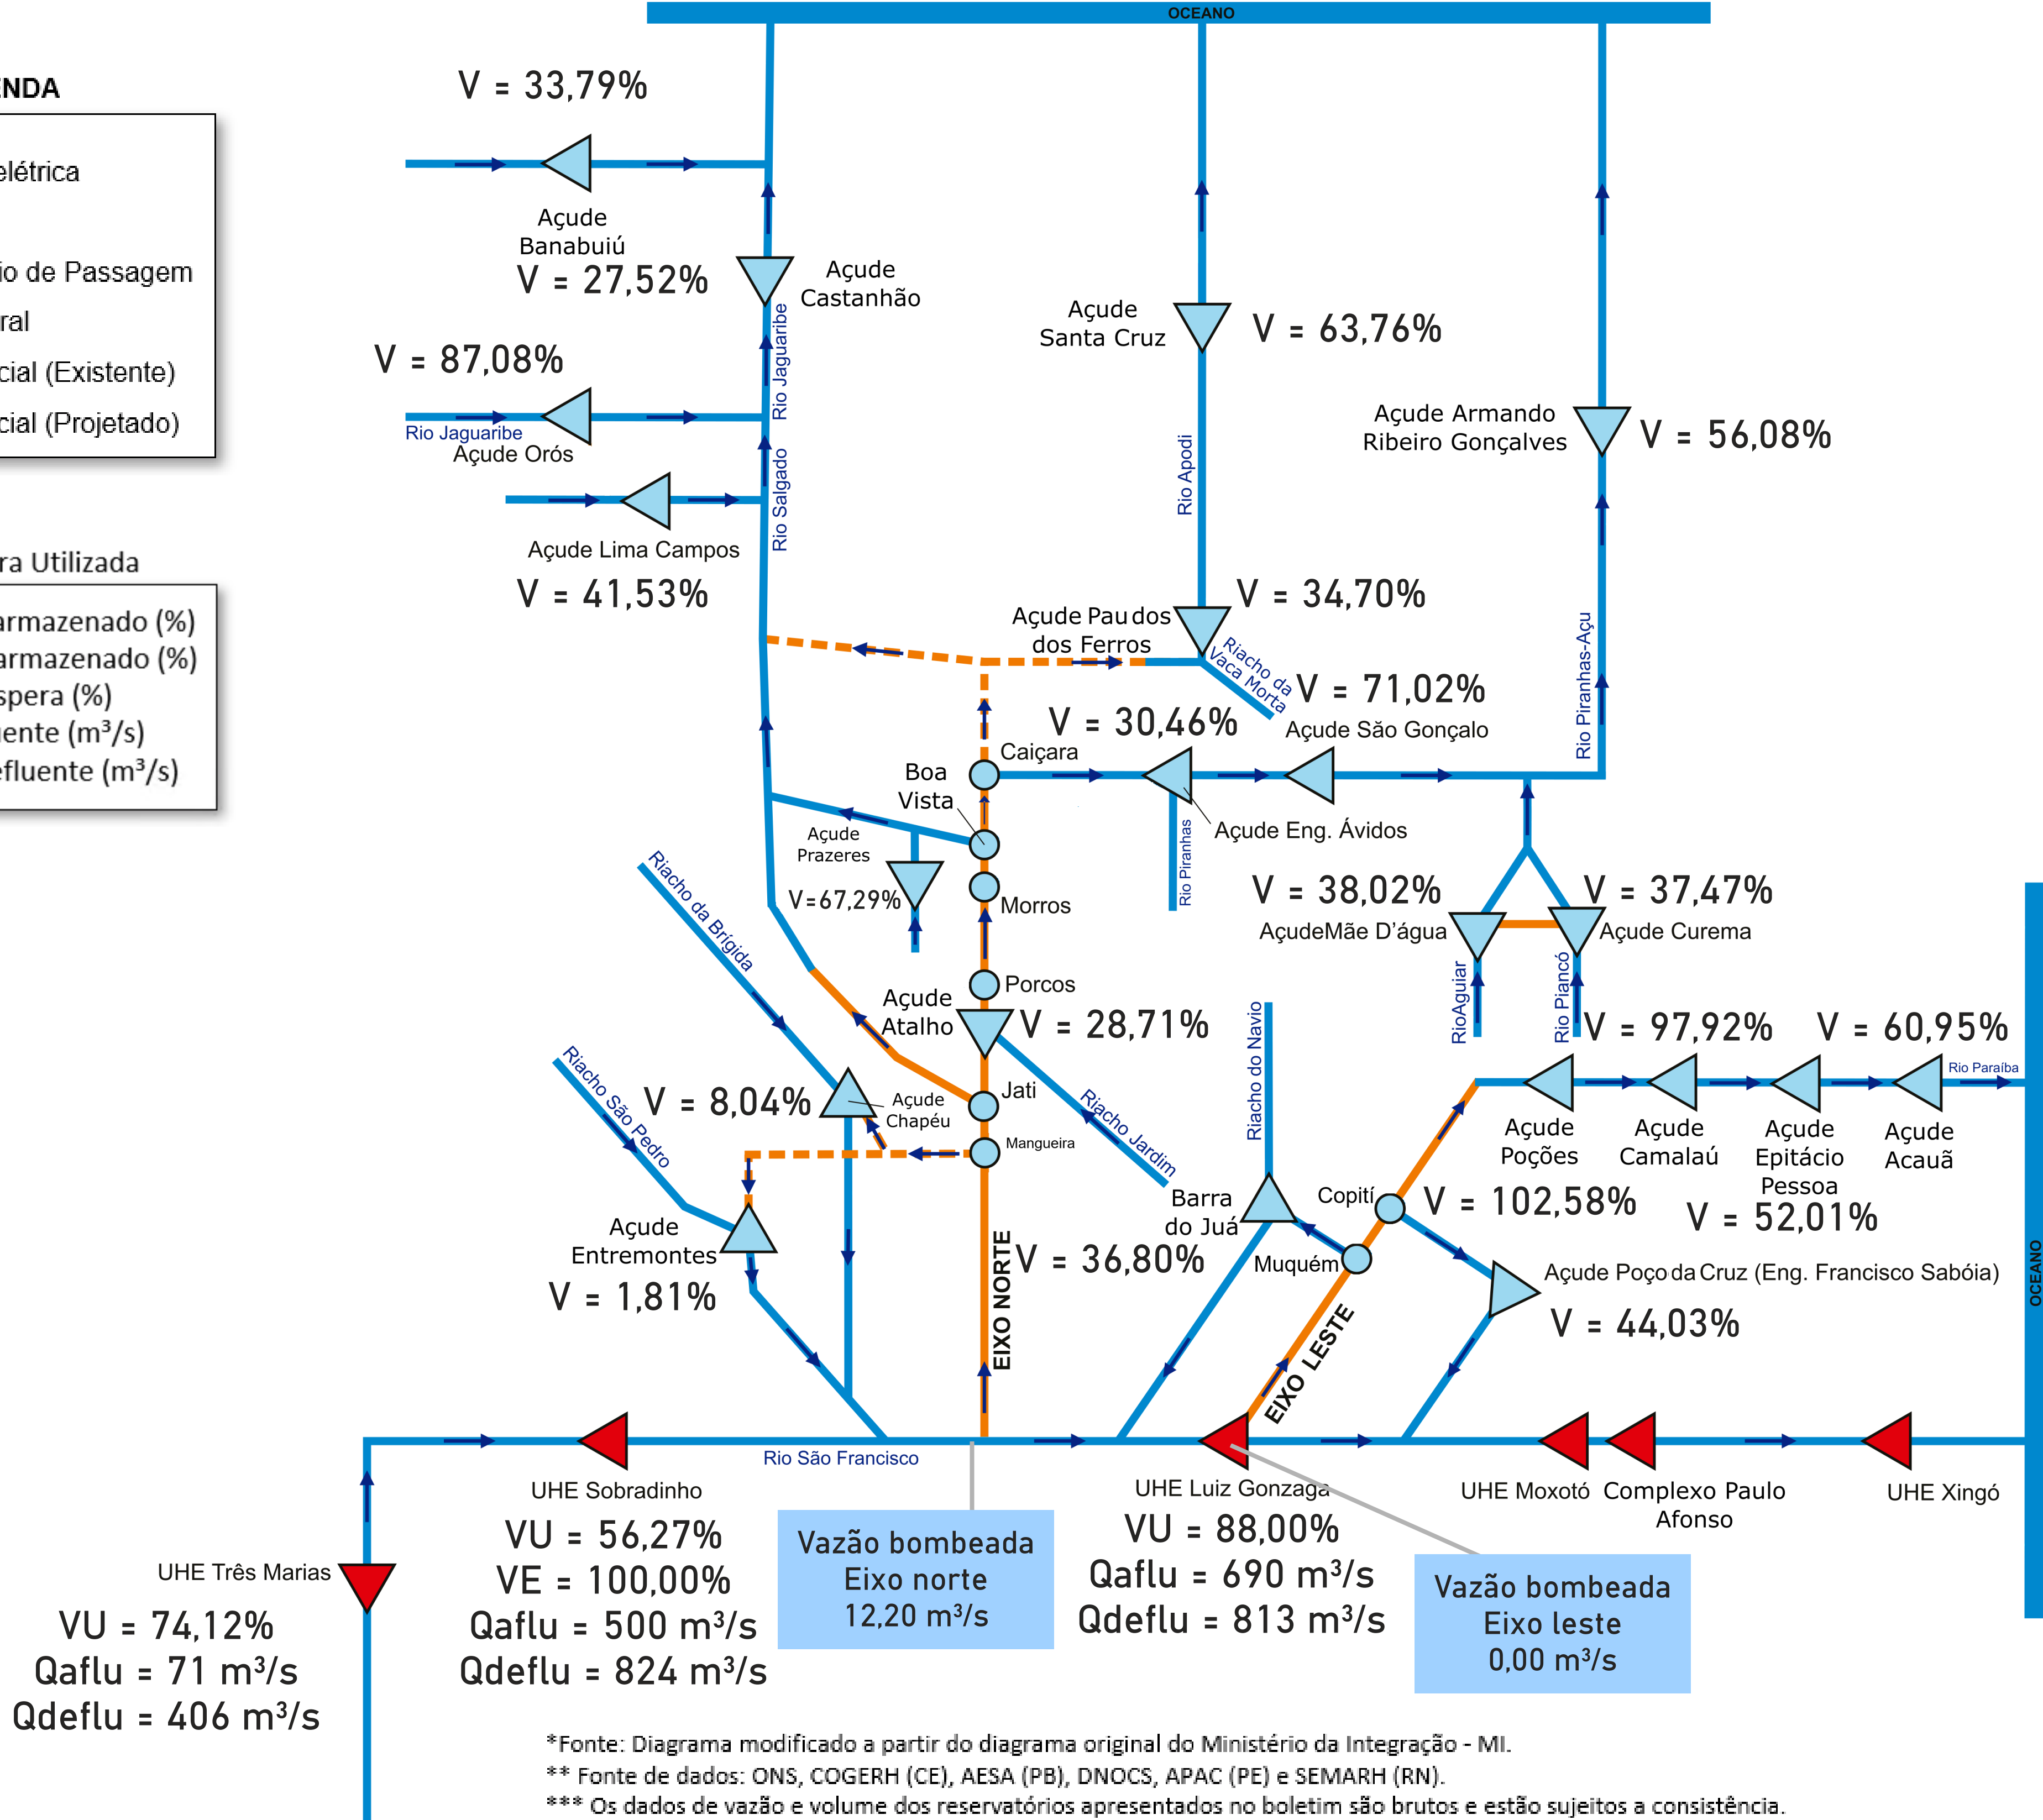 OCEANO
V = 33,79%
ENDA
elétrica
io de Passagem
ral
cial (Existente)
cial (Projetado)
Açude
Banabuiú
V = 27,52%
Açude
Castanhão
Rio Jaguaribe
V = 87,08%
Rio Jaguaribe
Açude Orós
Rio Salgado
Açude Lima Campos
V = 41,53%
Açude
Santa Cruz
V = 63,76%
Rio Apodi
Açude Armando
Ribeiro Gonçalves
V = 56,08%
Rio Piranhas-Açu
ra Utilizada
armazenado (%)
armazenado (%)
spera (%)
uente (m³/s)
efluente (m³/s)
Açude Pau dos
dos Ferros
V = 34,70%
Riacho da
Vaca Morta
V = 71,02%
Açude São Gonçalo
V = 30,46%
Caiçara
Boa
Vista
Açude Eng. Ávidos
Rio Piranhas
Açude
Prazeres
V=67,29%
Morros
Riacho da Brígida
V = 38,02%
AçudeMãe D'água
V = 37,47%
Açude Curema
RioAguiar
Rio Piancó
Porcos
Açude
Atalho
V = 28,71%
Riacho do Navio
V = 97,92%
V = 60,95%
Rio Paraíba
Riacho São Pedro
V = 8,04%
Açude
Chapéu
Jati
Mangueira
Riacho Jardim
Açude
Poções
Açude
Camalaú
Açude
Epitácio
Pessoa
Açude
Acauã
V = 102,58%
V = 52,01%
Barra
do Juá
Copití
Muquém
Açude
Entremontes
V = 1,81%
EIXO NORTE
V = 36,80%
EIXO LESTE
Açude Poço da Cruz (Eng. Francisco Sabóia)
V = 44,03%
OCEANO
Rio São Francisco
UHE Sobradinho
VU = 56,27%
VE = 100,00%
Qaflu = 500 m³/s
Qdeflu = 824 m³/s
Vazão bombeada
Eixo norte
12,20 m³/s
UHE Luiz Gonzaga
VU = 88,00%
Qaflu = 690 m³/s
Qdeflu = 813 m³/s
Vazão bombeada
Eixo leste
0,00 m³/s
UHE Moxotó
Complexo Paulo
Afonso
UHE Xingó
UHE Três Marias
VU = 74,12%
Qaflu = 71 m³/s
Qdeflu = 406 m³/s
*Fonte: Diagrama modificado a partir do diagrama original do Ministério da Integração - MI.
** Fonte de dados: ONS, COGERH (CE), AESA (PB), DNOCS, APAC (PE) e SEMARH (RN).
*** Os dados de vazão e volume dos reservatórios apresentados no boletim são brutos e estão sujeitos a consistência.